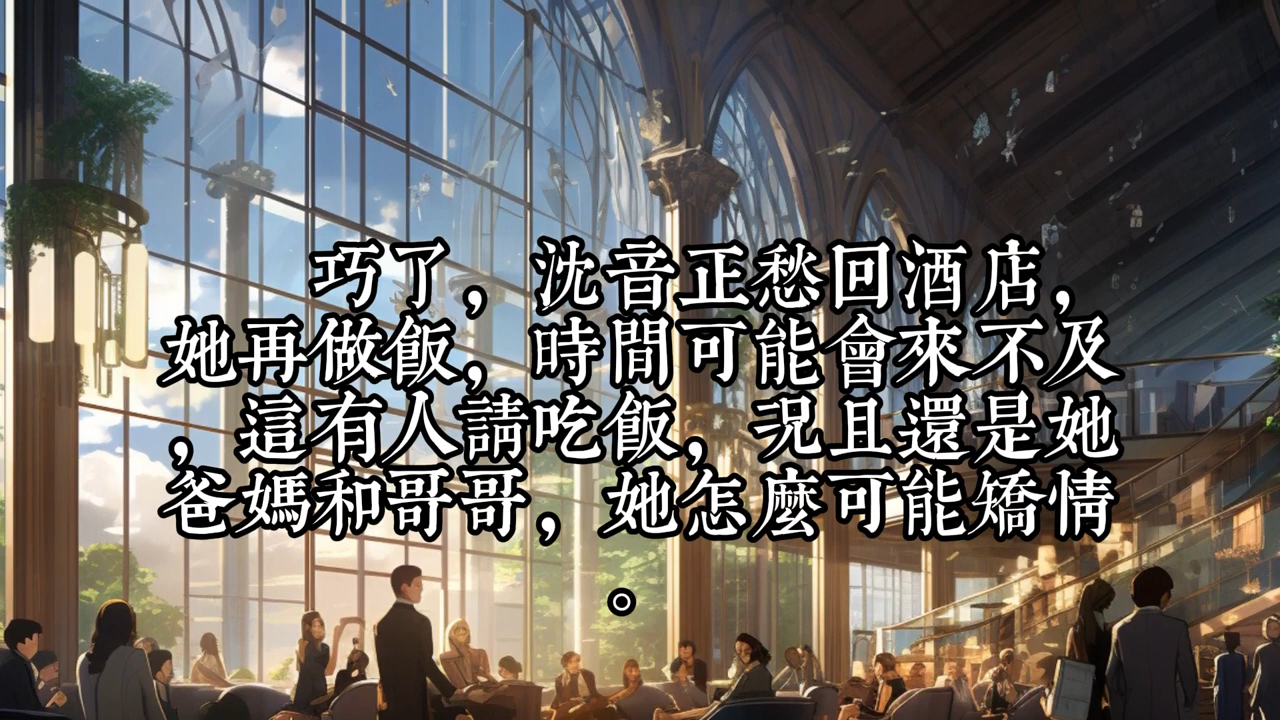 巧了，沈音正愁回酒店，
她再做飯，時間可能會來不及
，這有人請吃飯，況且還是她
爸媽和哥哥，她怎麼可能矯情
。